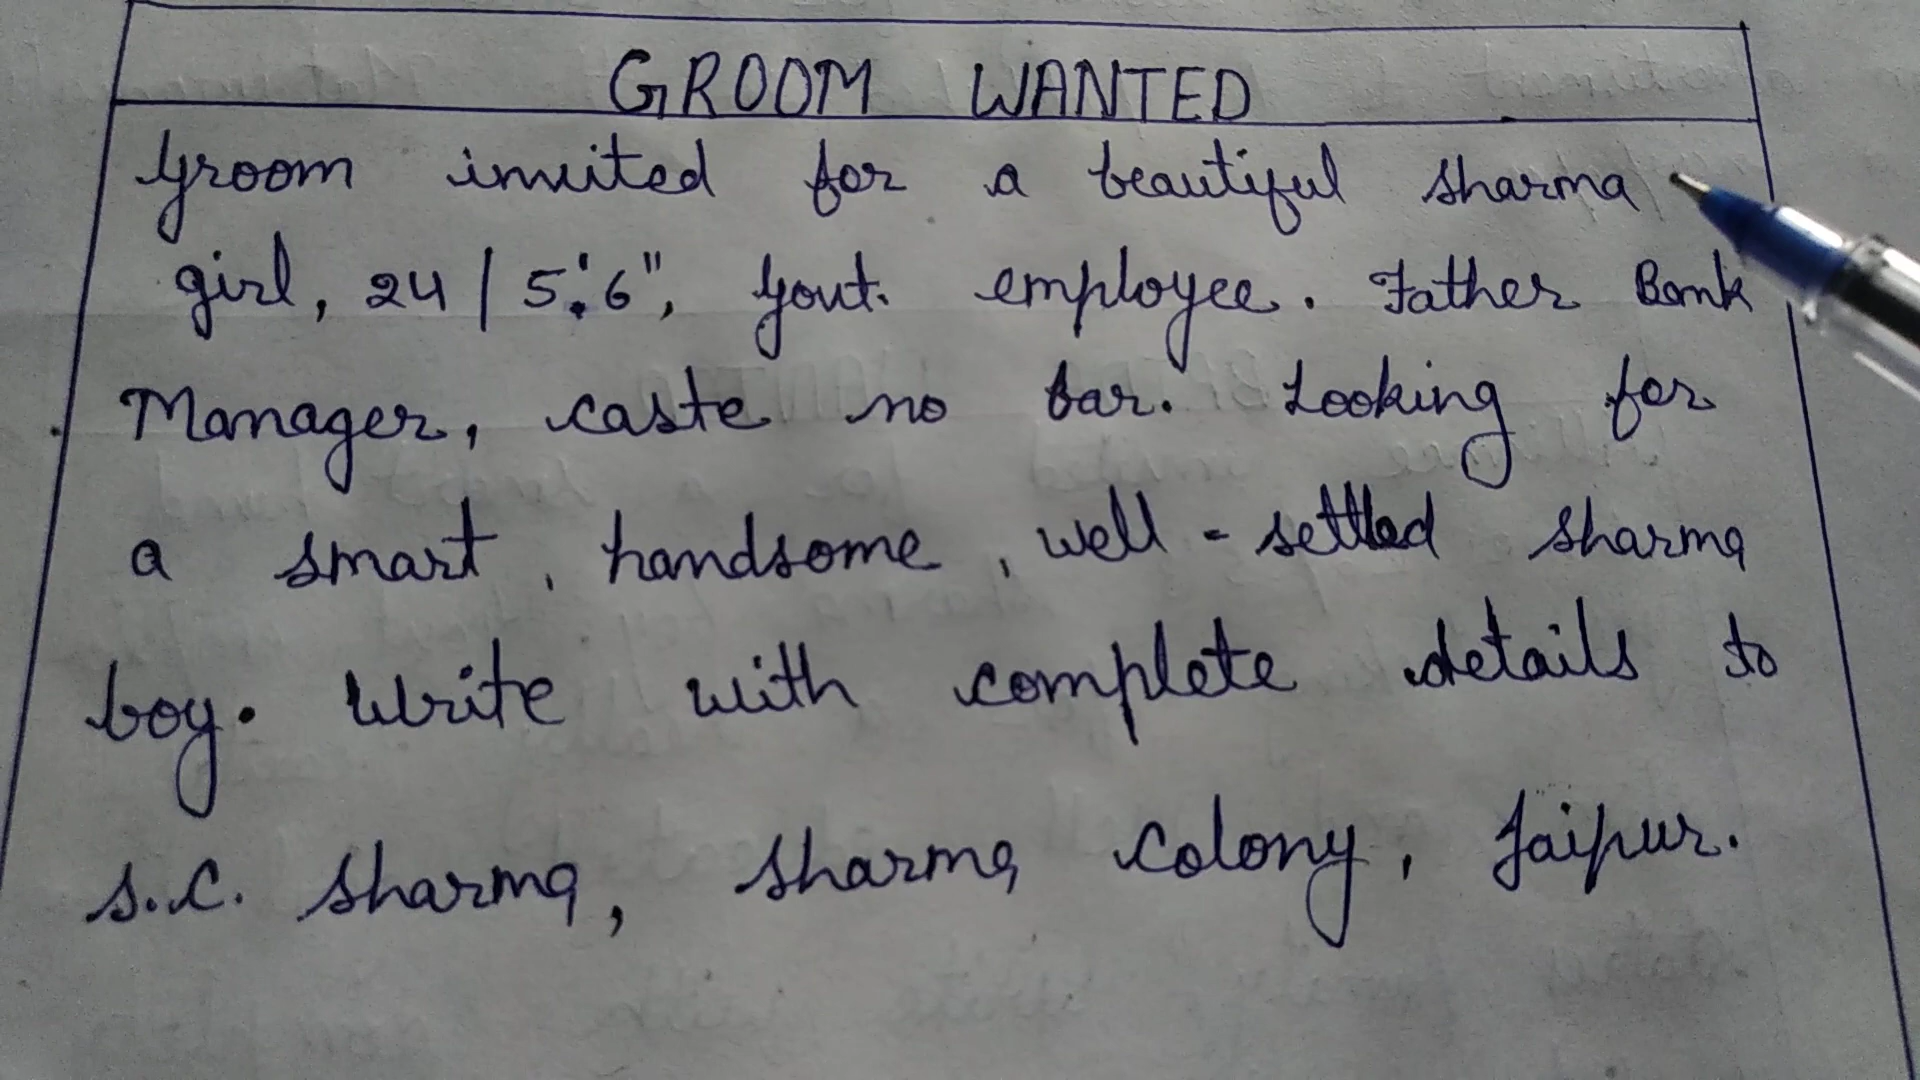 GROOM WANTED
Groom invited for a beautiful Sharma
girl, 24 | 5'.6", Govt. employee. Father Bank
Manager, caste no bar. Looking for
a smart, handsome, well-settled Sharma
boy. Write with complete details to
S.C. Sharma, Sharma Colony, Jaipur.